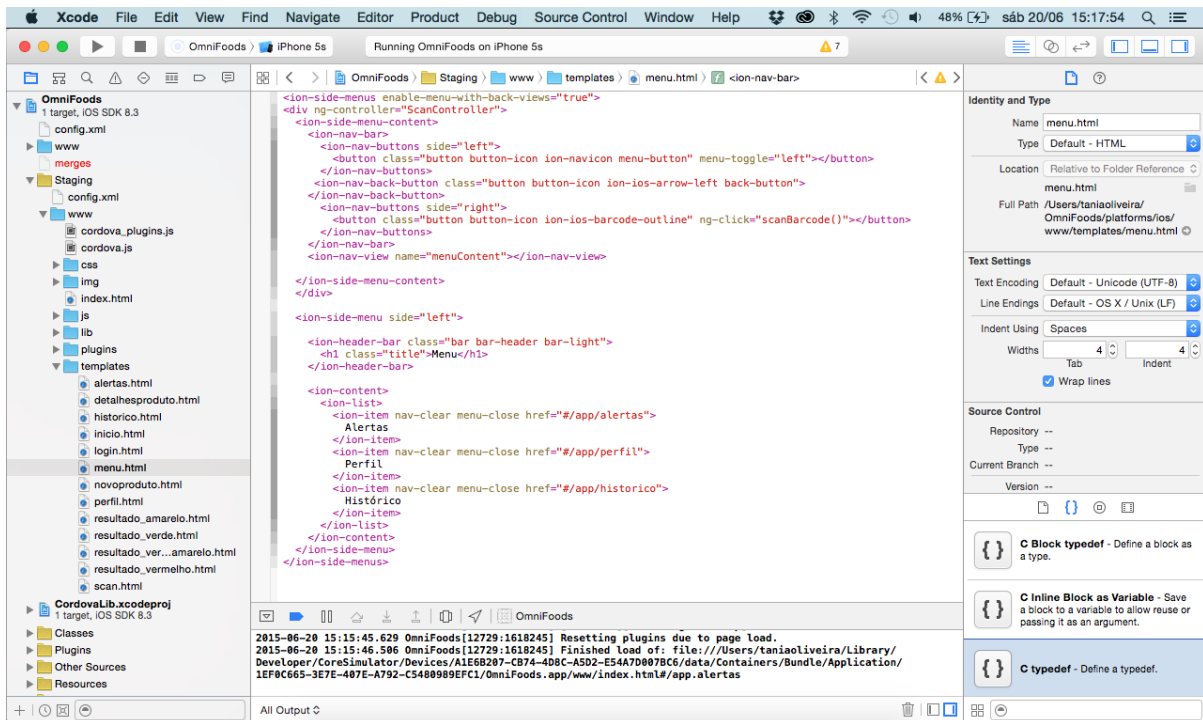 Xcode File Edit View Find Navigate Editor Product Debug Source Control Window Help 48% sáb 20/06 15:17:54
OmniFoods iPhone 5s
Running OmniFoods on iPhone 5s
7
OmniFoods
1 target, iOS SDK 8.3
config.xml
www
merges
Staging
config.xml
www
cordova_plugins.js
cordova.js
css
img
index.html
js
lib
plugins
templates
alertas.html
detalhesproduto.html
historico.html
inicio.html
login.html
menu.html
novoproduto.html
perfil.html
resultado_amarelo.html
resultado_verde.html
resultado_ver...amarelo.html
resultado_vermelho.html
scan.html
CordovaLib.xcodeproj
1 target, iOS SDK 8.3
Classes
Plugins
Other Sources
Resources
OmniFoods Staging www templates menu.html <ion-nav-bar>
<ion-side-menus enable-menu-with-back-views="true">
<div ng-controller="ScanController">
<ion-side-menu-content>
<ion-nav-bar>
<ion-nav-buttons side="left">
<button class="button button-icon ion-navicon menu-button" menu-toggle="left"></button>
</ion-nav-buttons>
<ion-nav-back-button class="button button-icon ion-ios-arrow-left back-button">
</ion-nav-back-button>
<ion-nav-buttons side="right">
<button class="button button-icon ion-ios-barcode-outline" ng-click="scanBarcode()"></button>
</ion-nav-buttons>
</ion-nav-bar>
<ion-nav-view name="menuContent"></ion-nav-view>
</ion-side-menu-content>
</div>
<ion-side-menu side="left">
<ion-header-bar class="bar bar-header bar-light">
<h1 class="title">Menu</h1>
</ion-header-bar>
<ion-content>
<ion-list>
<ion-item nav-clear menu-close href="#/app/alertas">
Alertas
</ion-item>
<ion-item nav-clear menu-close href="#/app/perfil">
Perfil
</ion-item>
<ion-item nav-clear menu-close href="#/app/historico">
Histórico
</ion-item>
</ion-list>
</ion-content>
</ion-side-menu>
</ion-side-menus>
OmniFoods
2015-06-20 15:15:45.629 OmniFoods[12729:1618245] Resetting plugins due to page load.
2015-06-20 15:15:46.506 OmniFoods[12729:1618245] Finished load of: file:///Users/taniaoliveira/Library/
Developer/CoreSimulator/Devices/A1E6B207-CB74-4D8C-A5D2-E54A7D007BC6/data/Containers/Bundle/Application/
1EF0C665-3E7E-407E-A792-C5480989EFC1/OmniFoods.app/www/index.html#/app.alertas
All Output
Identity and Type
Name menu.html
Type Default - HTML
Location Relative to Folder Reference
menu.html
Full Path /Users/taniaoliveira/
OmniFoods/platforms/ios/
www/templates/menu.html
Text Settings
Text Encoding Default - Unicode (UTF-8)
Line Endings Default - OS X / Unix (LF)
Indent Using Spaces
Widths 4 4
Tab Indent
Wrap lines
Source Control
Repository --
Type --
Current Branch --
Version --
C Block typedef - Define a block as
a type.
C Inline Block as Variable - Save
a block to a variable to allow reuse or
passing it as an argument.
C typedef - Define a typedef.